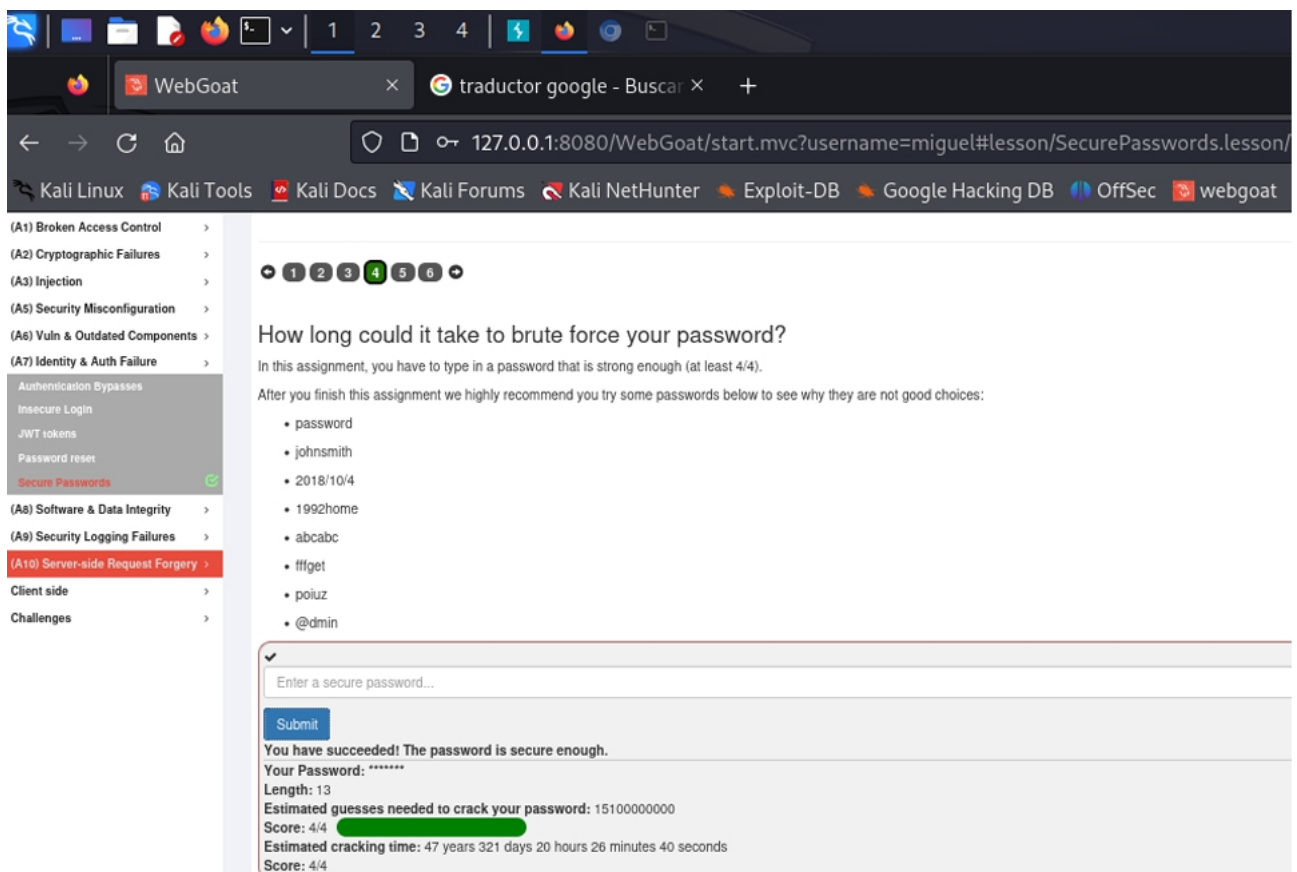 1 2 3 4
WebGoat
traductor google - Buscar
127.0.0.1:8080/WebGoat/start.mvc?username=miguel#lesson/SecurePasswords.lesson/
Kali Linux Kali Tools Kali Docs Kali Forums Kali NetHunter Exploit-DB Google Hacking DB OffSec webgoat
(A1) Broken Access Control
(A2) Cryptographic Failures
(A3) Injection
(A5) Security Misconfiguration
(A6) Vuln & Outdated Components
(A7) Identity & Auth Failure
Authentication Bypasses
Insecure Login
JWT tokens
Password reset
Secure Passwords
(A8) Software & Data Integrity
(A9) Security Logging Failures
(A10) Server-side Request Forgery
Client side
Challenges
1 2 3 4 5 6
How long could it take to brute force your password?
In this assignment, you have to type in a password that is strong enough (at least 4/4).
After you finish this assignment we highly recommend you try some passwords below to see why they are not good choices:
• password
• johnsmith
• 2018/10/4
• 1992home
• abcabc
• fffget
• poiuz
• @dmin
Enter a secure password...
Submit
You have succeeded! The password is secure enough.
Your Password: *******
Length: 13
Estimated guesses needed to crack your password: 15100000000
Score: 4/4
Estimated cracking time: 47 years 321 days 20 hours 26 minutes 40 seconds
Score: 4/4